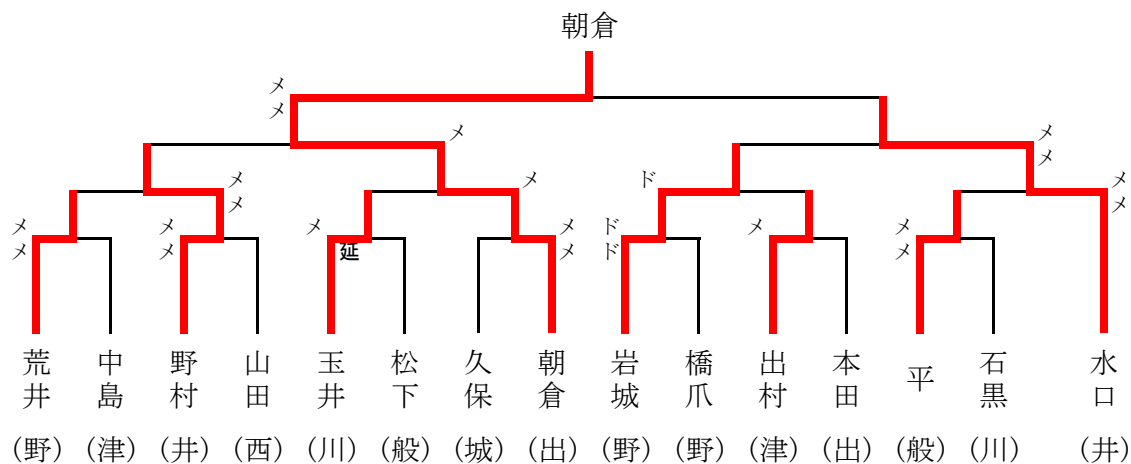 朝倉
メ
メ
メ メ
メ
メ メ ド メ
メ メ
メ メ メ メ ド メ メ
メ メ 延 メ ド メ
荒井 中島 野村 山田 玉井 松下 久保 朝倉 岩城 橋爪 出村 本田 平 石黒 水口
(野) (津) (井) (西) (川) (般) (城) (出) (野) (野) (津) (出) (般) (川) (井)